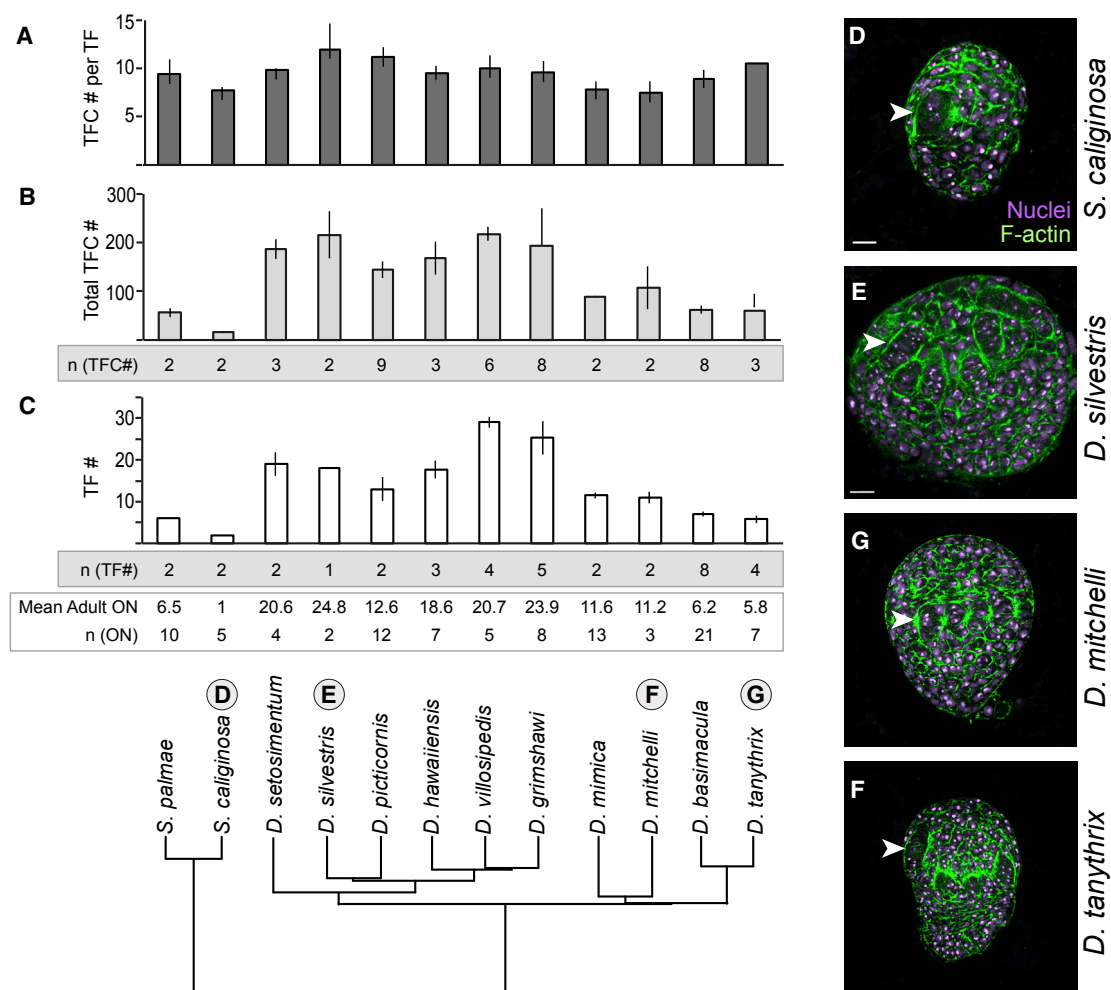 A
TFC # per TF
15
10
5
B
Total TFC #
300
200
100
n (TFC#) 2 2 3 2 9 3 6 8 2 2 8 3
C
TF #
30
20
10
n (TF#) 2 2 2 1 2 3 4 5 2 2 8 4
Mean Adult ON 6.5 1 20.6 24.8 12.6 18.6 20.7 23.9 11.6 11.2 6.2 5.8
n (ON) 10 5 4 2 12 7 5 8 13 3 21 7
D E F G
S. palmae
S. caliginosa
D. setosimentum
D. silvestris
D. picticornis
D. hawaiiensis
D. villosipedis
D. grimshawi
D. mimica
D. mitchelli
D. basimacula
D. tanythrix
D
Nuclei
F-actin
S. caliginosa
E
D. silvestris
G
D. mitchelli
F
D. tanythrix